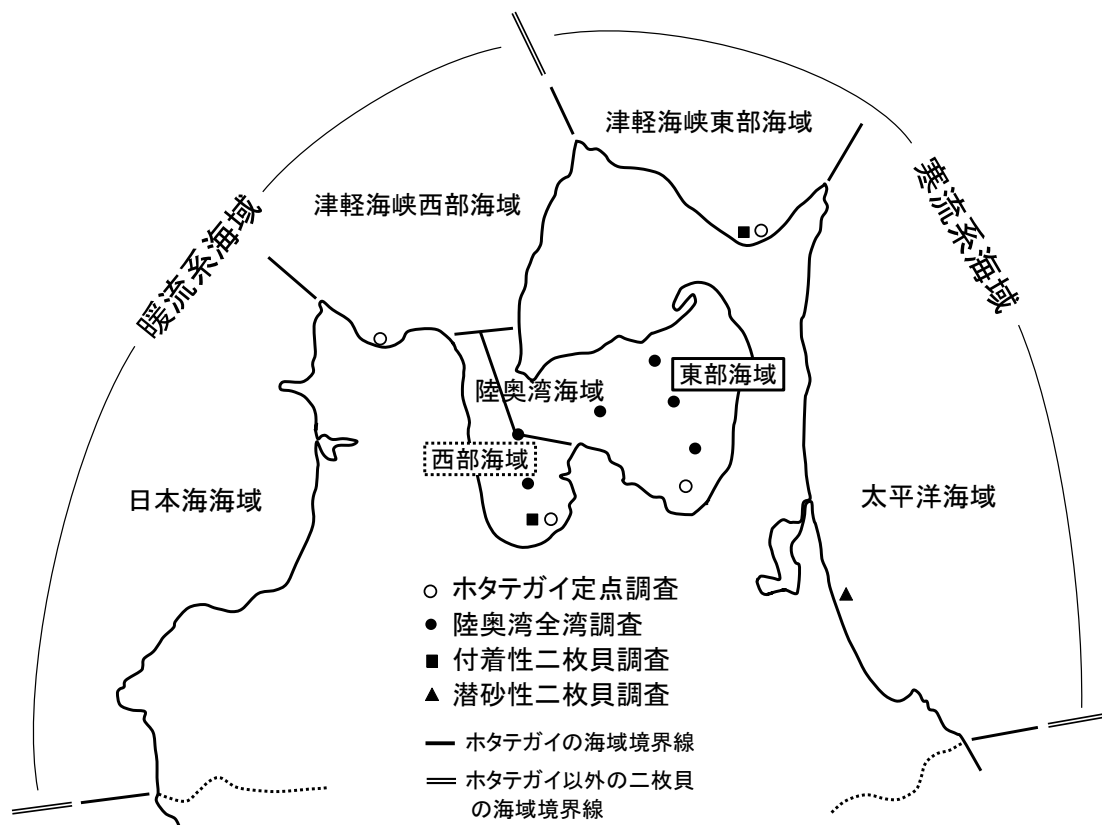 津軽海峡東部海域
寒流系海域
津軽海峡西部海域
暖流系海域
東部海域
陸奥湾海域
西部海域
日本海海域
太平洋海域
○ ホタテガイ定点調査
● 陸奥湾全湾調査
■ 付着性二枚貝調査
▲ 潜砂性二枚貝調査
ホタテガイの海域境界線
ホタテガイ以外の二枚貝
の海域境界線